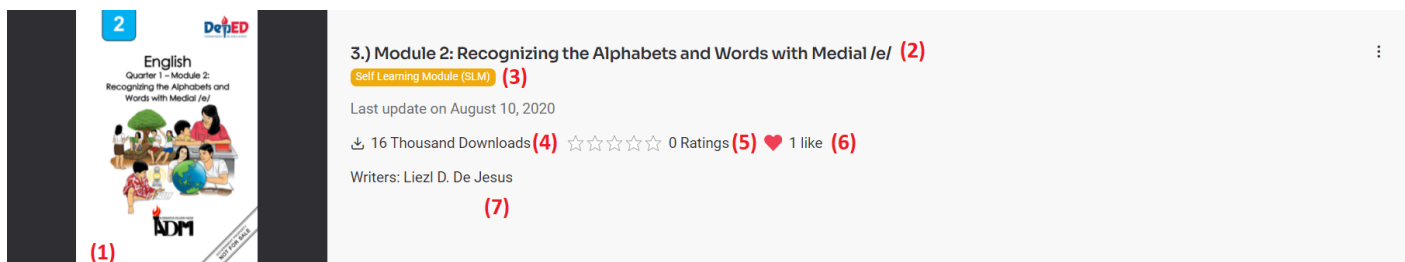 2
DepED
English
Quarter 1 – Module 2:
Recognizing the Alphabets and
Words with Medial /e/
ADM
NOT FOR SALE
(1)
3.) Module 2: Recognizing the Alphabets and Words with Medial /e/ (2)
Self Learning Module (SLM) (3)
Last update on August 10, 2020
16 Thousand Downloads (4) 0 Ratings (5) 1 like (6)
Writers: Liezl D. De Jesus
(7)